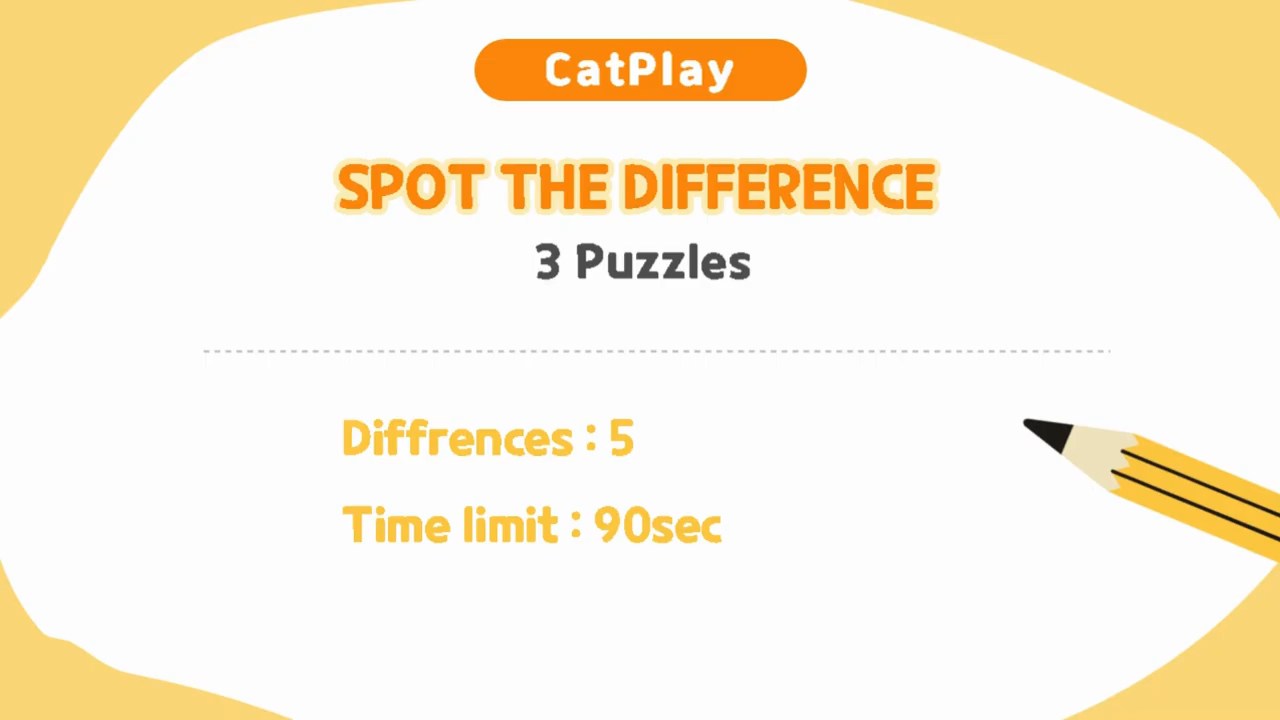 CatPlay
SPOT THE DIFFERENCE
3 Puzzles
Diffrences : 5
Time limit : 90sec